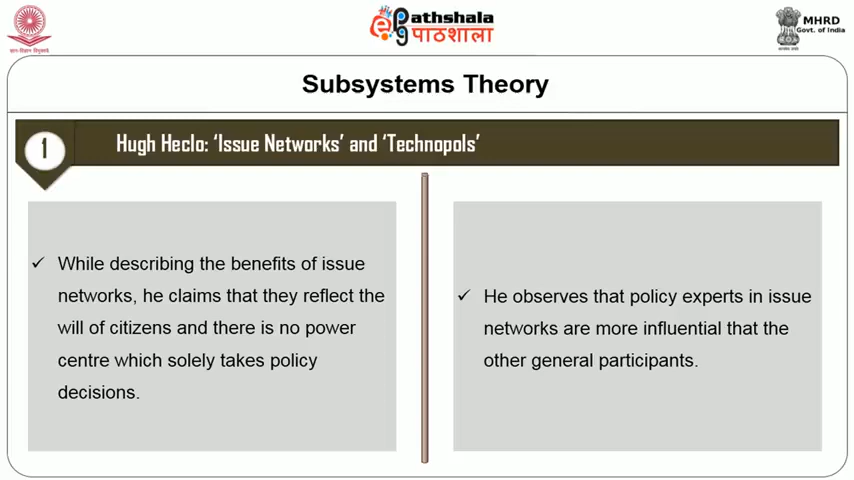 ePathshala
पाठशाला
MHRD
Govt. of India
Subsystems Theory
1
Hugh Heclo: 'Issue Networks' and 'Technopols'
✓ While describing the benefits of issue
networks, he claims that they reflect the
will of citizens and there is no power
centre which solely takes policy
decisions.
✓ He observes that policy experts in issue
networks are more influential that the
other general participants.